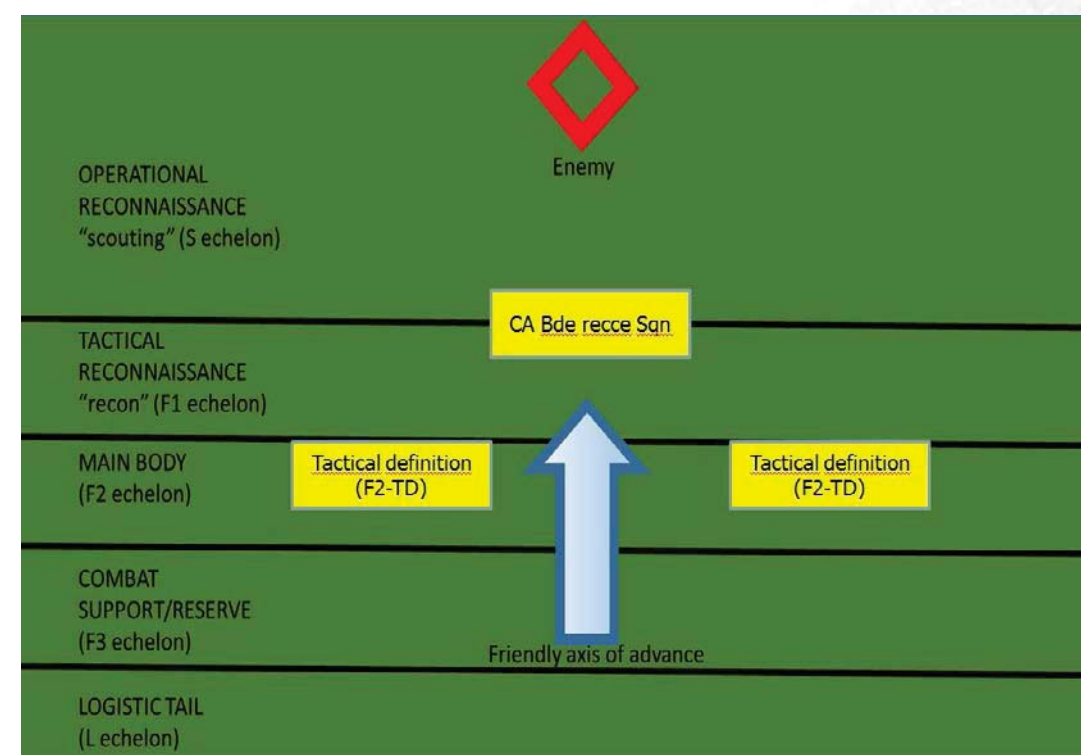 Enemy
OPERATIONAL
RECONNAISSANCE
“scouting” (S echelon)
CA Bde recce Sqn
TACTICAL
RECONNAISSANCE
“recon” (F1 echelon)
MAIN BODY
(F2 echelon)
Tactical definition
(F2-TD)
Tactical definition
(F2-TD)
COMBAT
SUPPORT/RESERVE
(F3 echelon)
Friendly axis of advance
LOGISTIC TAIL
(L echelon)